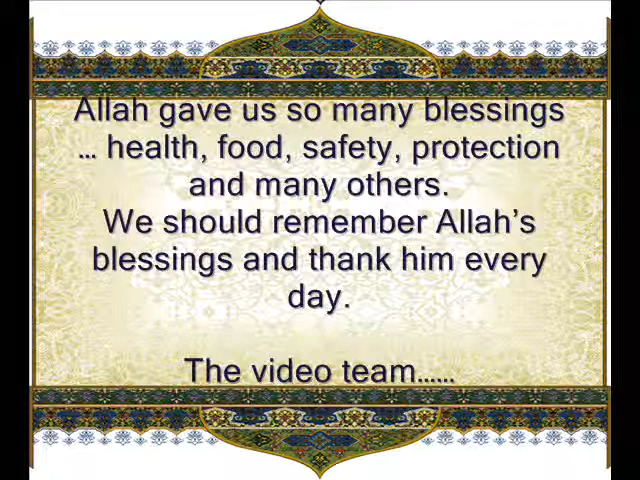 Allah gave us so many blessings
... health, food, safety, protection
and many others.
We should remember Allah’s
blessings and thank him every
day.
The video team......